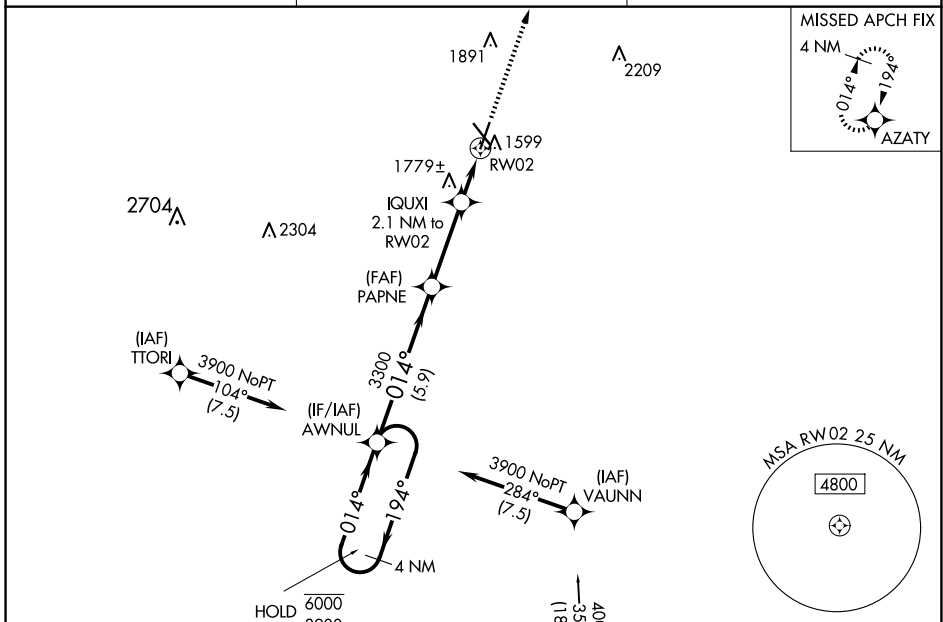 MISSED APCH FIX
4 NM
014°
194°
AZATY
1891
2209
1599
RW02
1779±
IQUXI
2.1 NM to
RW02
2704
2304
(FAF)
PAPNE
(IAF)
TTORI
3900 NoPT
104°
(7.5)
3300
014°
(5.9)
(IF/IAF)
AWNUL
3900 NoPT
284°
(7.5)
(IAF)
VAUNN
014°
194°
4 NM
HOLD
6000
MSA RW02 25 NM
4800